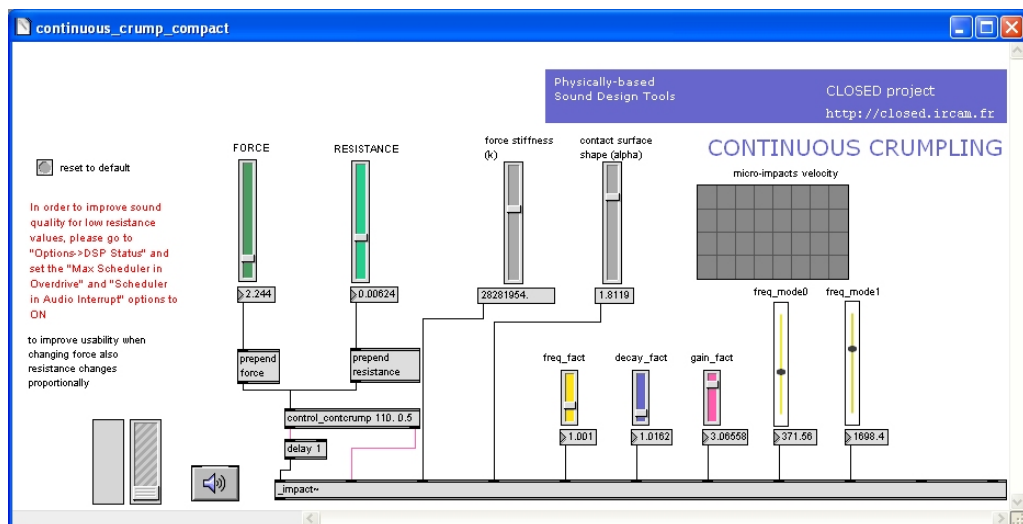 continuous_crump_compact
Physically-based
Sound Design Tools
CLOSED project
http://closed.ircam.fr
CONTINUOUS CRUMPLING
FORCE
RESISTANCE
force stiffness
(k)
contact surface
shape (alpha)
micro-impacts velocity
reset to default
In order to improve sound
quality for low resistance
values, please go to
"Options->DSP Status" and
set the "Max Scheduler in
Overdrive" and "Scheduler
in Audio Interrupt" options to
ON
to improve usability when
changing force also
resistance changes
proportionally
2.244
0.00624
28281954.
1.8119
freq_mode0
freq_mode1
prepend
force
prepend
resistance
freq_fact
decay_fact
gain_fact
control_contcrump 110. 0.5
1.001
1.0162
3.06558
371.56
1698.4
delay 1
_impact~